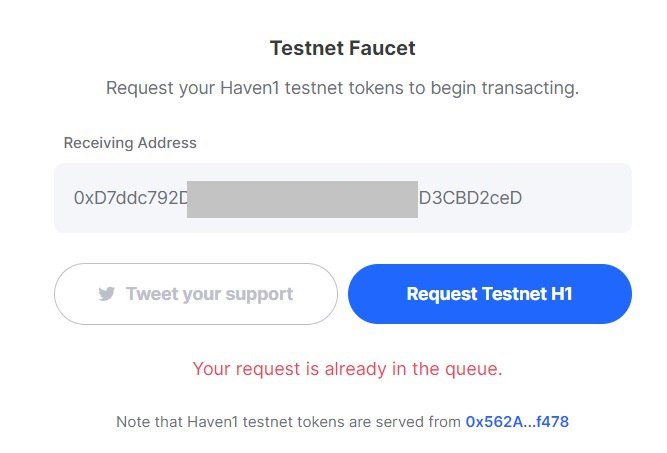 Testnet Faucet
Request your Haven1 testnet tokens to begin transacting.
Receiving Address
0xD7ddc792D D3CBD2ceD
Tweet your support Request Testnet H1
Your request is already in the queue.
Note that Haven1 testnet tokens are served from 0x562A...f478